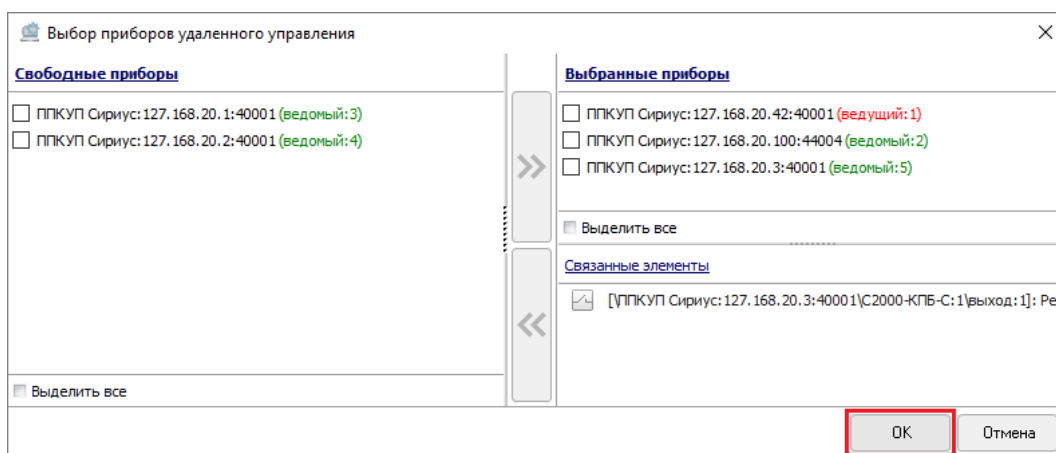 Выбор приборов удаленного управления
Свободные приборы
ППКУП Сириус:127.168.20.1:40001 (ведомый:3)
ППКУП Сириус:127.168.20.2:40001 (ведомый:4)
Выделить все
Выбранные приборы
ППКУП Сириус:127.168.20.42:40001 (ведущий:1)
ППКУП Сириус:127.168.20.100:44004 (ведомый:2)
ППКУП Сириус:127.168.20.3:40001 (ведомый:5)
Выделить все
Связанные элементы
[\ППКУП Сириус:127.168.20.3:40001\С2000-КПБ-С:1\выход:1]: Ре
OK
Отмена